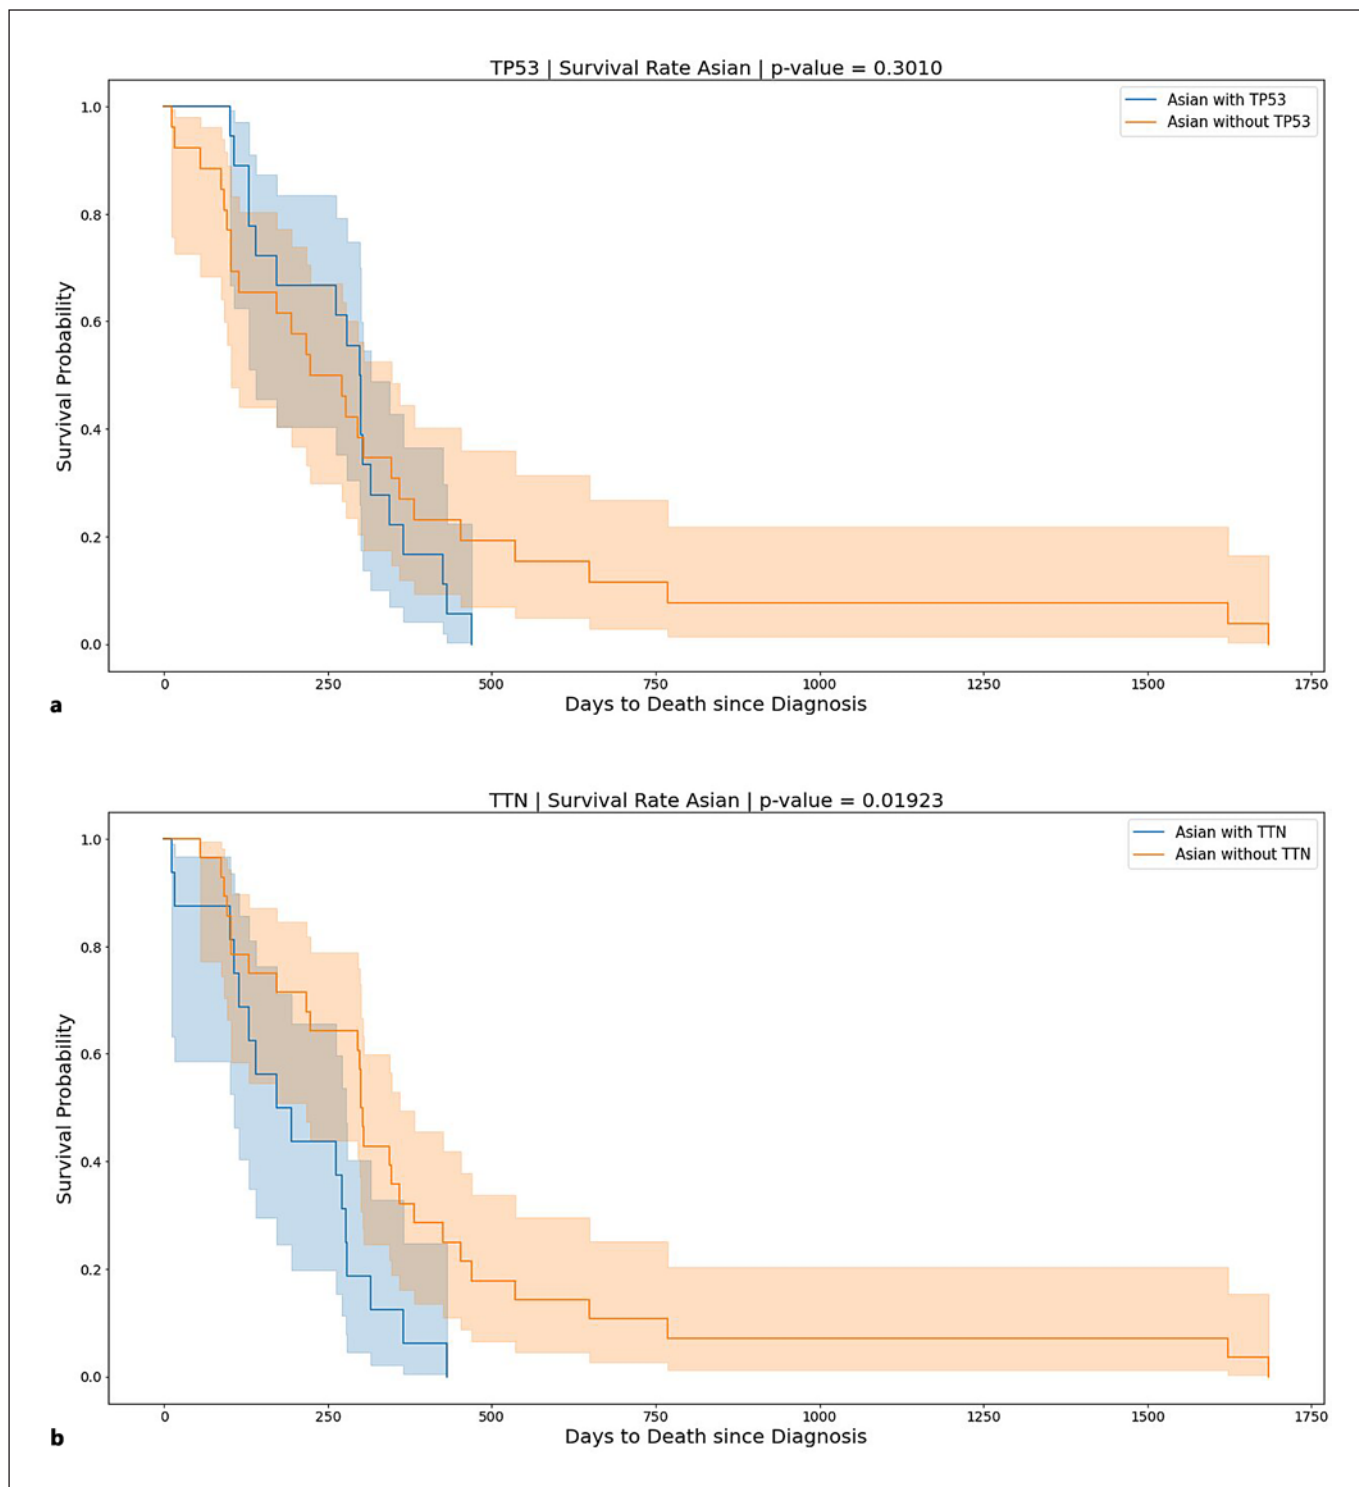 TP53 | Survival Rate Asian | p-value = 0.3010
Asian with TP53
Asian without TP53
1.0
0.8
0.6
0.4
0.2
0.0
Survival Probability
0 250 500 750 1000 1250 1500 1750
Days to Death since Diagnosis
a
TTN | Survival Rate Asian | p-value = 0.01923
Asian with TTN
Asian without TTN
1.0
0.8
0.6
0.4
0.2
0.0
Survival Probability
0 250 500 750 1000 1250 1500 1750
Days to Death since Diagnosis
b